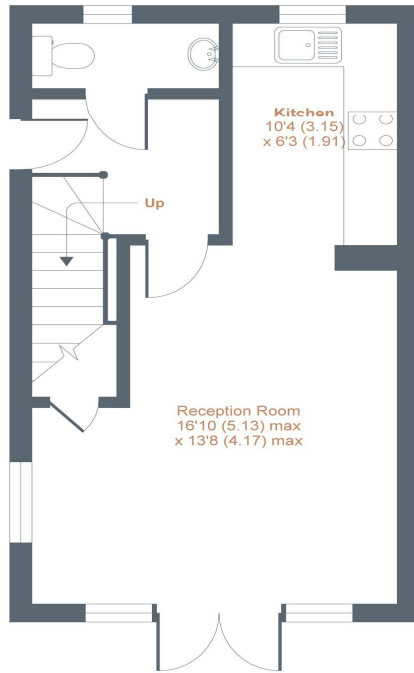 Kitchen
10'4 (3.15)
x 6'3 (1.91)
Up
Reception Room
16'10 (5.13) max
x 13'8 (4.17) max